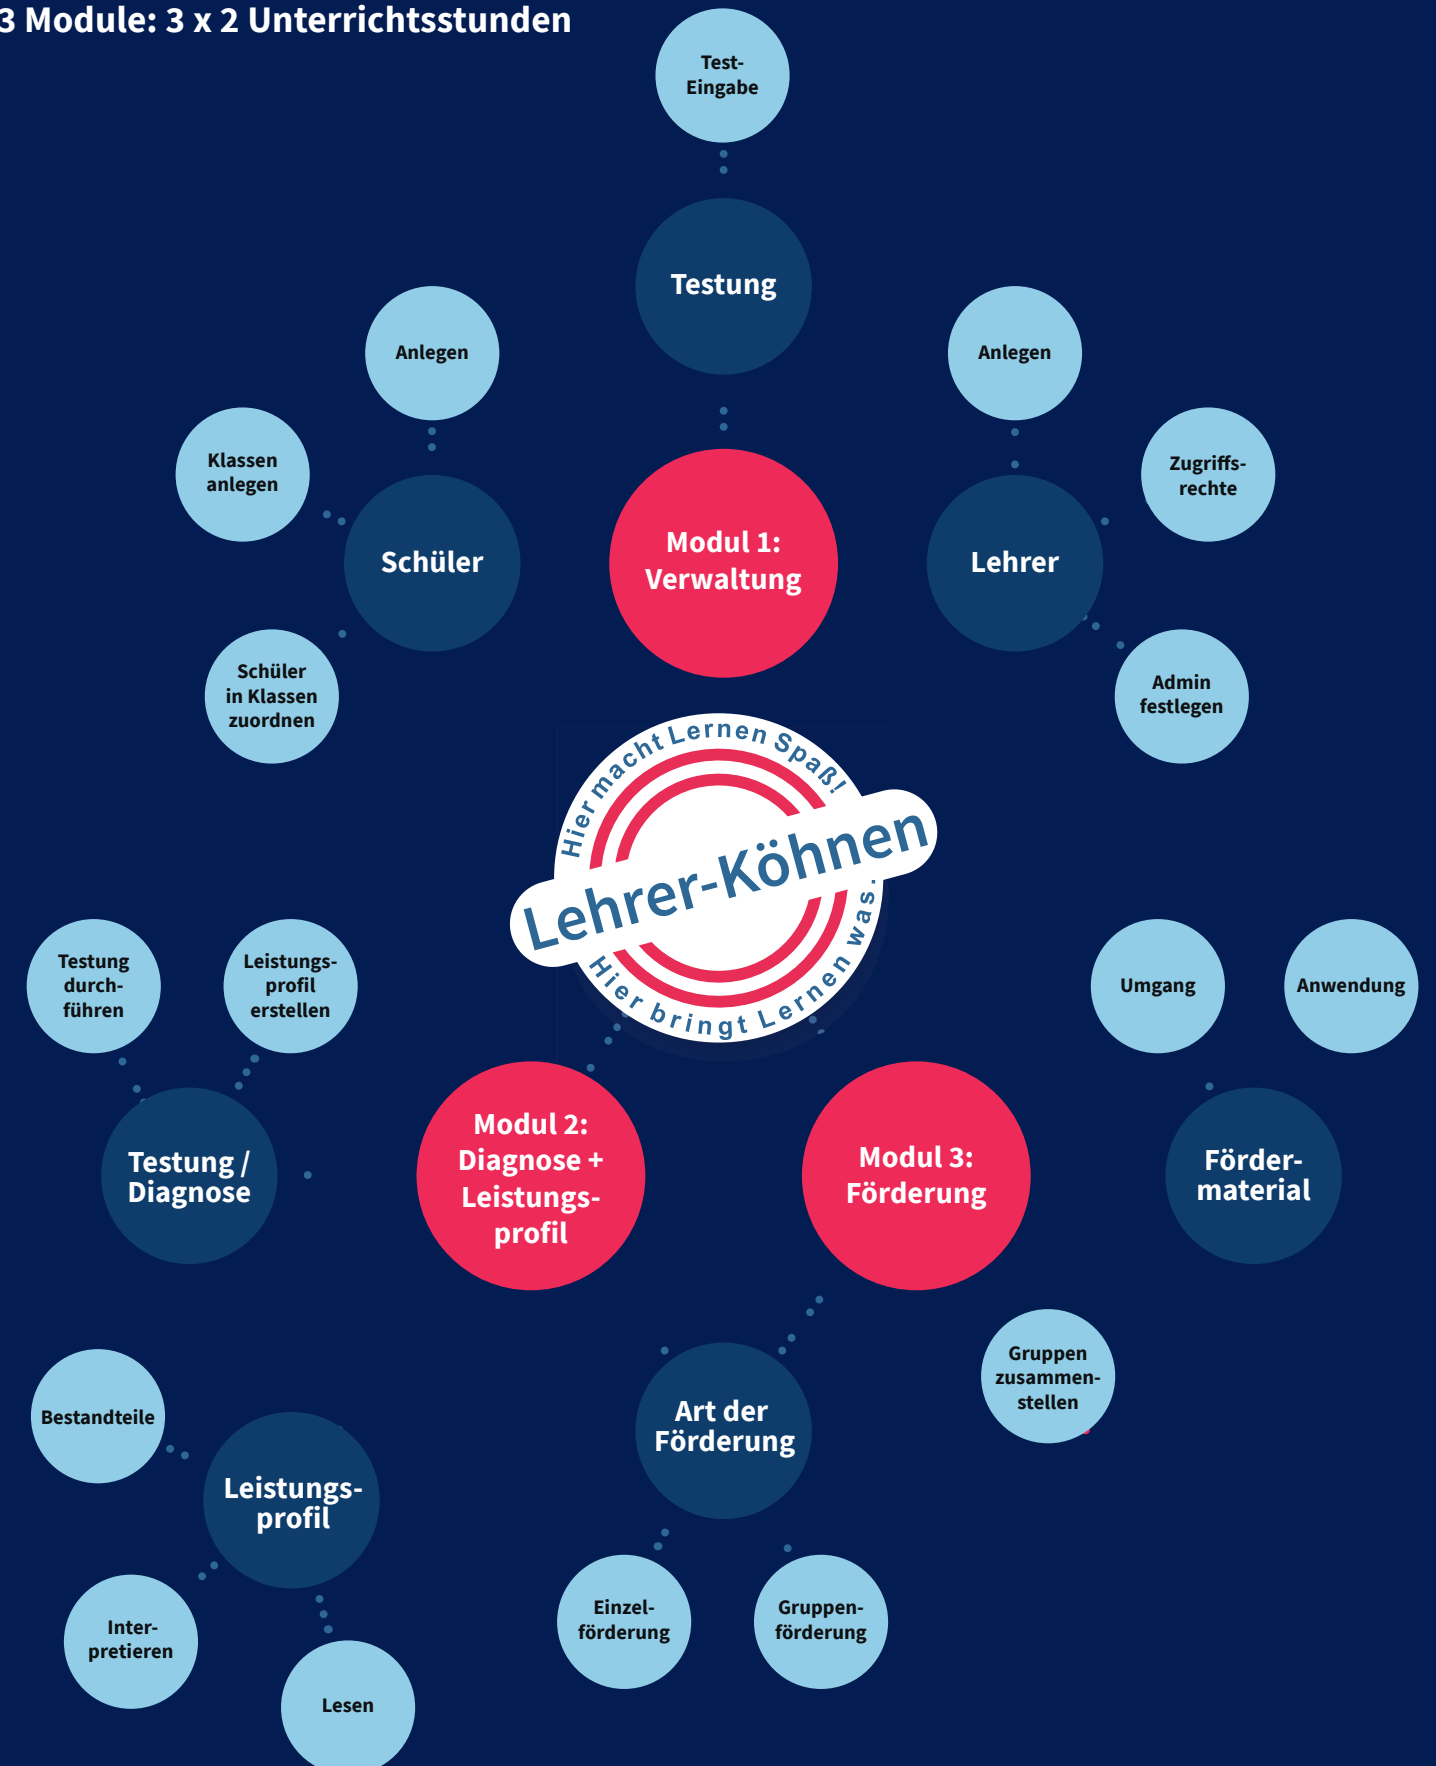 3 Module: 3 x 2 Unterrichtsstunden
Test-
Eingabe
Testung
Anlegen
Anlegen
Klassen
anlegen
Zugriffs-
rechte
Schüler
Modul 1:
Verwaltung
Lehrer
Schüler
in Klassen
zuordnen
Admin
festlegen
Hier macht Lernen Spaß!
Lehrer-Köhnen
Hier bringt Lernen was.
Testung
durch-
führen
Leistungs-
profil
erstellen
Umgang
Anwendung
Testung /
Diagnose
Modul 2:
Diagnose +
Leistungs-
profil
Modul 3:
Förderung
Förder-
material
Gruppen
zusammen-
stellen
Bestandteile
Art der
Förderung
Leistungs-
profil
Inter-
pretieren
Einzel-
förderung
Gruppen-
förderung
Lesen